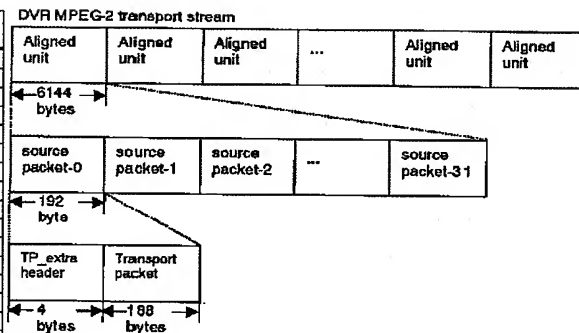 DVR MPEG-2 transport stream
Aligned unit
Aligned unit
Aligned unit
...
Aligned unit
Aligned unit
6144
bytes
source packet-0
source packet-1
source packet-2
...
source packet-31
192
byte
TP_extra header
Transport packet
4
bytes
188
bytes